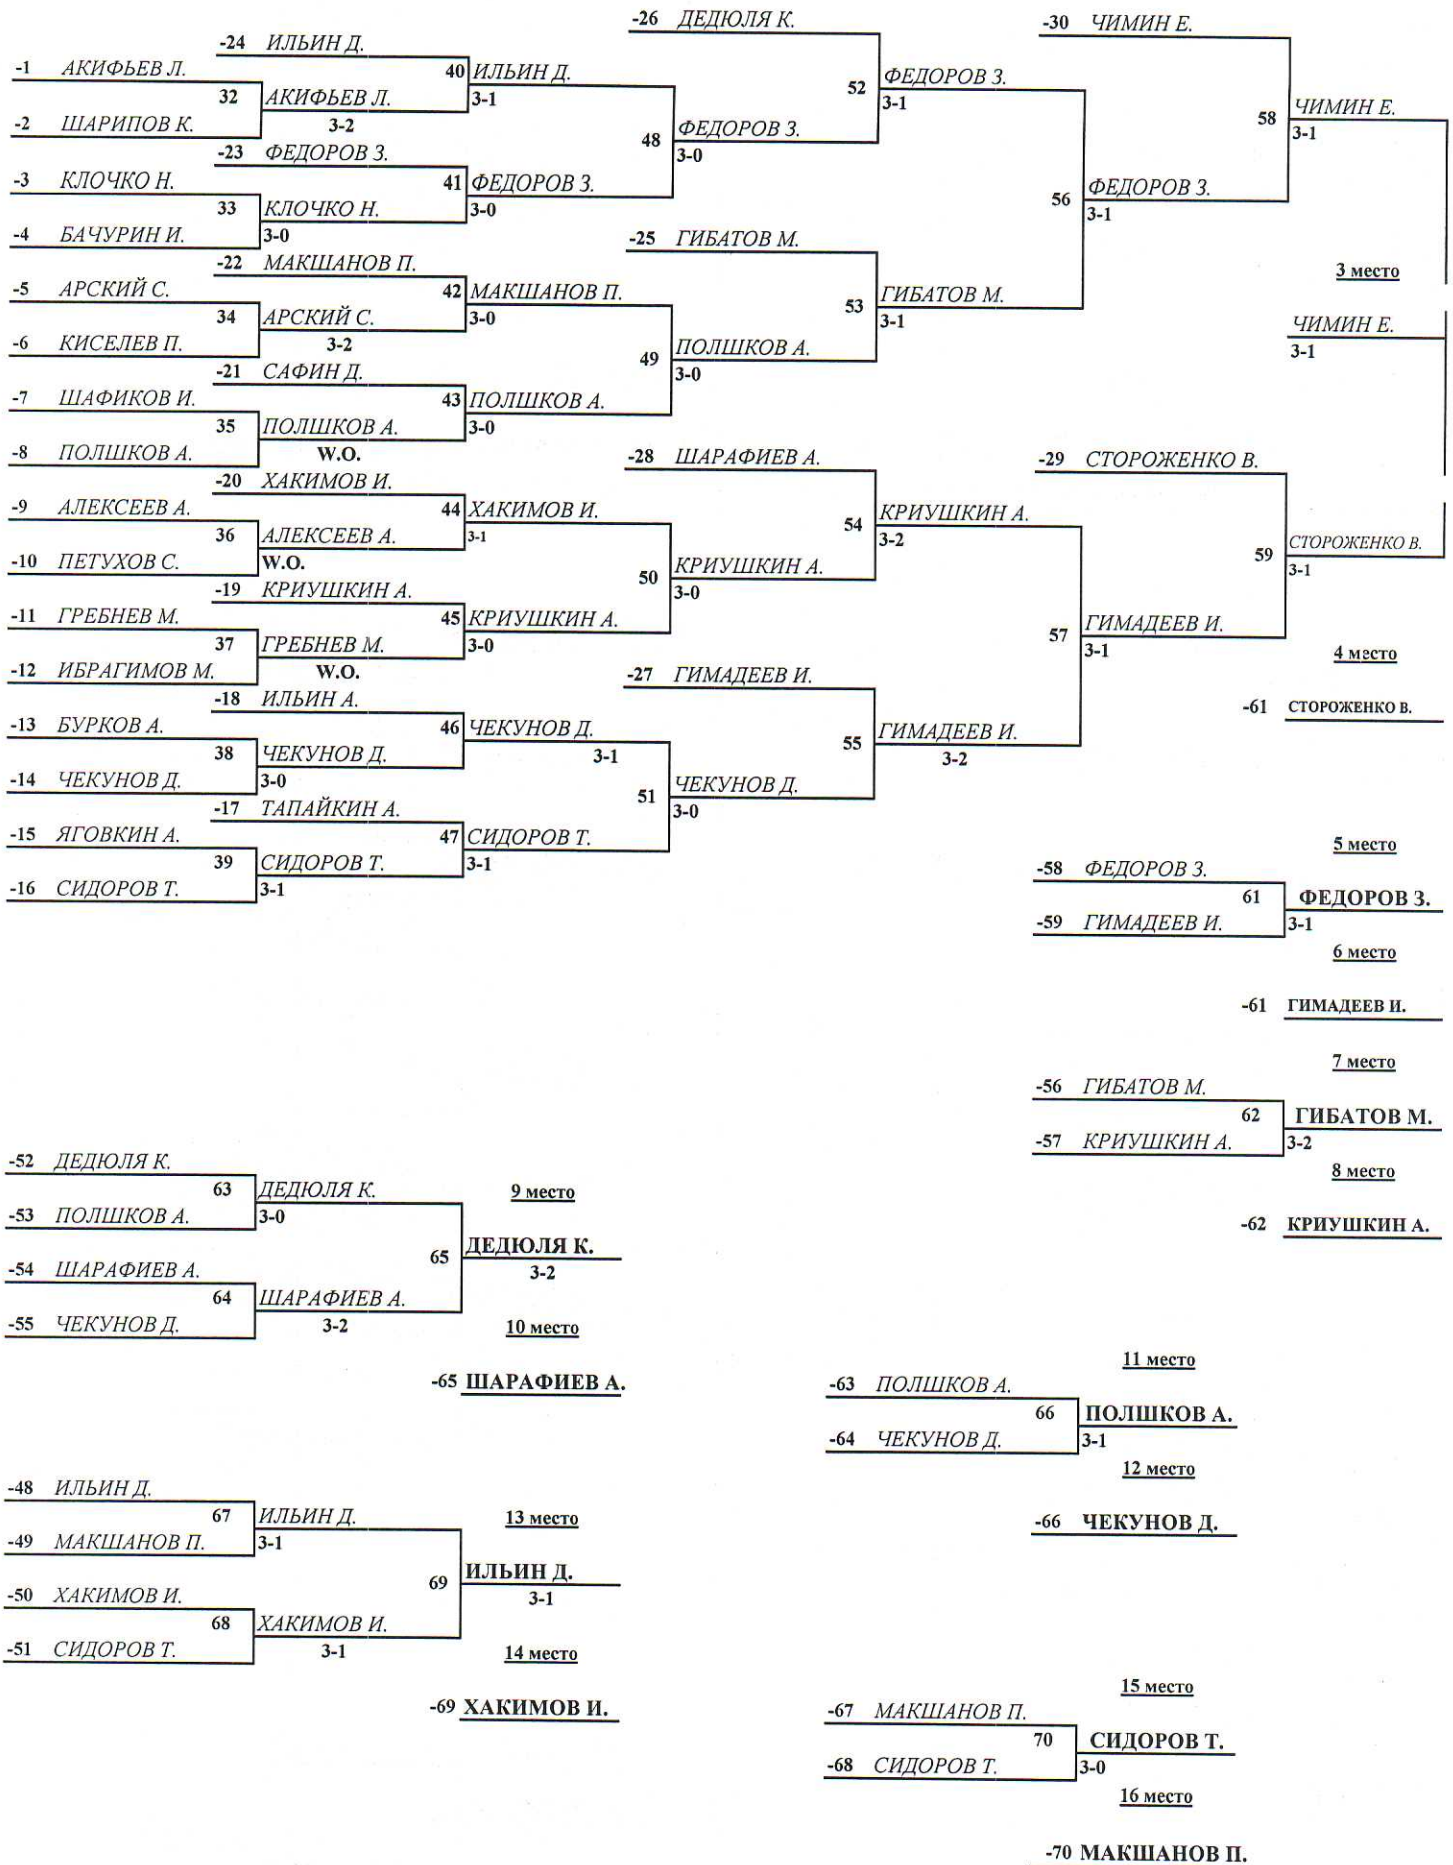 -26 ДЕДЮЛЯ К.
-30 ЧИМИН Е.
-24 ИЛЬИН Д.
-1 АКИФЬЕВ Л.
40 ИЛЬИН Д.
52 ФЕДОРОВ З.
3-1
32 АКИФЬЕВ Л.
3-1
58 ЧИМИН Е.
-2 ШАРИПОВ К.
3-2
48 ФЕДОРОВ З.
3-1
-23 ФЕДОРОВ З.
3-0
-3 КЛОЧКО Н.
41 ФЕДОРОВ З.
56 ФЕДОРОВ З.
33 КЛОЧКО Н.
3-0
3-1
-4 БАЧУРИН И.
3-0
-25 ГИБАТОВ М.
-22 МАКШАНОВ П.
3 место
-5 АРСКИЙ С.
42 МАКШАНОВ П.
53 ГИБАТОВ М.
34 АРСКИЙ С.
3-0
3-1
ЧИМИН Е.
-6 КИСЕЛЕВ П.
3-2
49 ПОЛШКОВ А.
3-1
-21 САФИН Д.
3-0
-7 ШАФИКОВ И.
43 ПОЛШКОВ А.
35 ПОЛШКОВ А.
3-0
-8 ПОЛШКОВ А.
W.O.
-28 ШАРАФИЕВ А.
-29 СТОРОЖЕНКО В.
-20 ХАКИМОВ И.
-9 АЛЕКСЕЕВ А.
44 ХАКИМОВ И.
54 КРИУШКИН А.
36 АЛЕКСЕЕВ А.
3-1
3-2
59 СТОРОЖЕНКО В.
-10 ПЕТУХОВ С.
W.O.
50 КРИУШКИН А.
3-1
-19 КРИУШКИН А.
3-0
-11 ГРЕБНЕВ М.
45 КРИУШКИН А.
57 ГИМАДЕЕВ И.
37 ГРЕБНЕВ М.
3-0
3-1
4 место
-12 ИБРАГИМОВ М.
W.O.
-27 ГИМАДЕЕВ И.
-18 ИЛЬИН А.
-61 СТОРОЖЕНКО В.
-13 БУРКОВ А.
46 ЧЕКУНОВ Д.
55 ГИМАДЕЕВ И.
38 ЧЕКУНОВ Д.
3-1
3-2
-14 ЧЕКУНОВ Д.
3-0
51 ЧЕКУНОВ Д.
-17 ТАПАЙКИН А.
3-0
-15 ЯГОВКИН А.
47 СИДОРОВ Т.
5 место
39 СИДОРОВ Т.
3-1
-58 ФЕДОРОВ З.
-16 СИДОРОВ Т.
3-1
61 ФЕДОРОВ З.
-59 ГИМАДЕЕВ И.
3-1
6 место
-61 ГИМАДЕЕВ И.
7 место
-56 ГИБАТОВ М.
62 ГИБАТОВ М.
-57 КРИУШКИН А.
3-2
-52 ДЕДЮЛЯ К.
8 место
63 ДЕДЮЛЯ К.
9 место
-53 ПОЛШКОВ А.
3-0
-62 КРИУШКИН А.
65 ДЕДЮЛЯ К.
-54 ШАРАФИЕВ А.
3-2
64 ШАРАФИЕВ А.
-55 ЧЕКУНОВ Д.
3-2
10 место
11 место
-65 ШАРАФИЕВ А.
-63 ПОЛШКОВ А.
66 ПОЛШКОВ А.
-64 ЧЕКУНОВ Д.
3-1
12 место
-48 ИЛЬИН Д.
67 ИЛЬИН Д.
13 место
-66 ЧЕКУНОВ Д.
-49 МАКШАНОВ П.
3-1
69 ИЛЬИН Д.
-50 ХАКИМОВ И.
3-1
68 ХАКИМОВ И.
-51 СИДОРОВ Т.
3-1
14 место
15 место
-69 ХАКИМОВ И.
-67 МАКШАНОВ П.
70 СИДОРОВ Т.
-68 СИДОРОВ Т.
3-0
16 место
-70 МАКШАНОВ П.